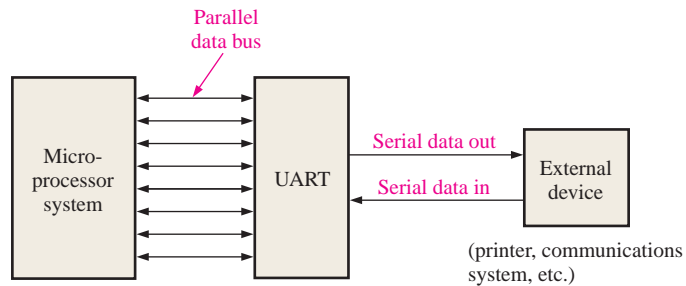 Parallel
data bus
Micro-
processor
system
UART
Serial data out
Serial data in
External
device
(printer, communications
system, etc.)